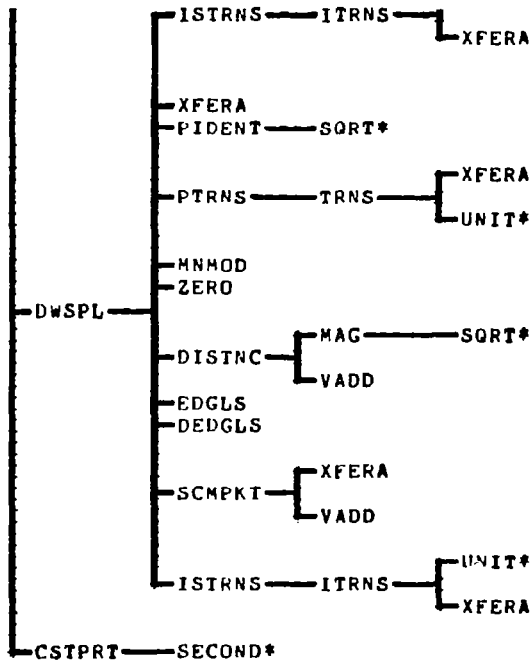 ISTRNS ITRNS
XFERA
XFERA
PIDENT SQRT*
XFERA
PTRNS TRNS
UNIT*
MNMOD
ZERO
DWSPL
MAG SQRT*
DISTNC
VADD
EDGLS
DEDGLS
XFERA
SCMPKT
VADD
UNIT*
ISTRNS ITRNS
XFERA
CSTPRT SECOND*